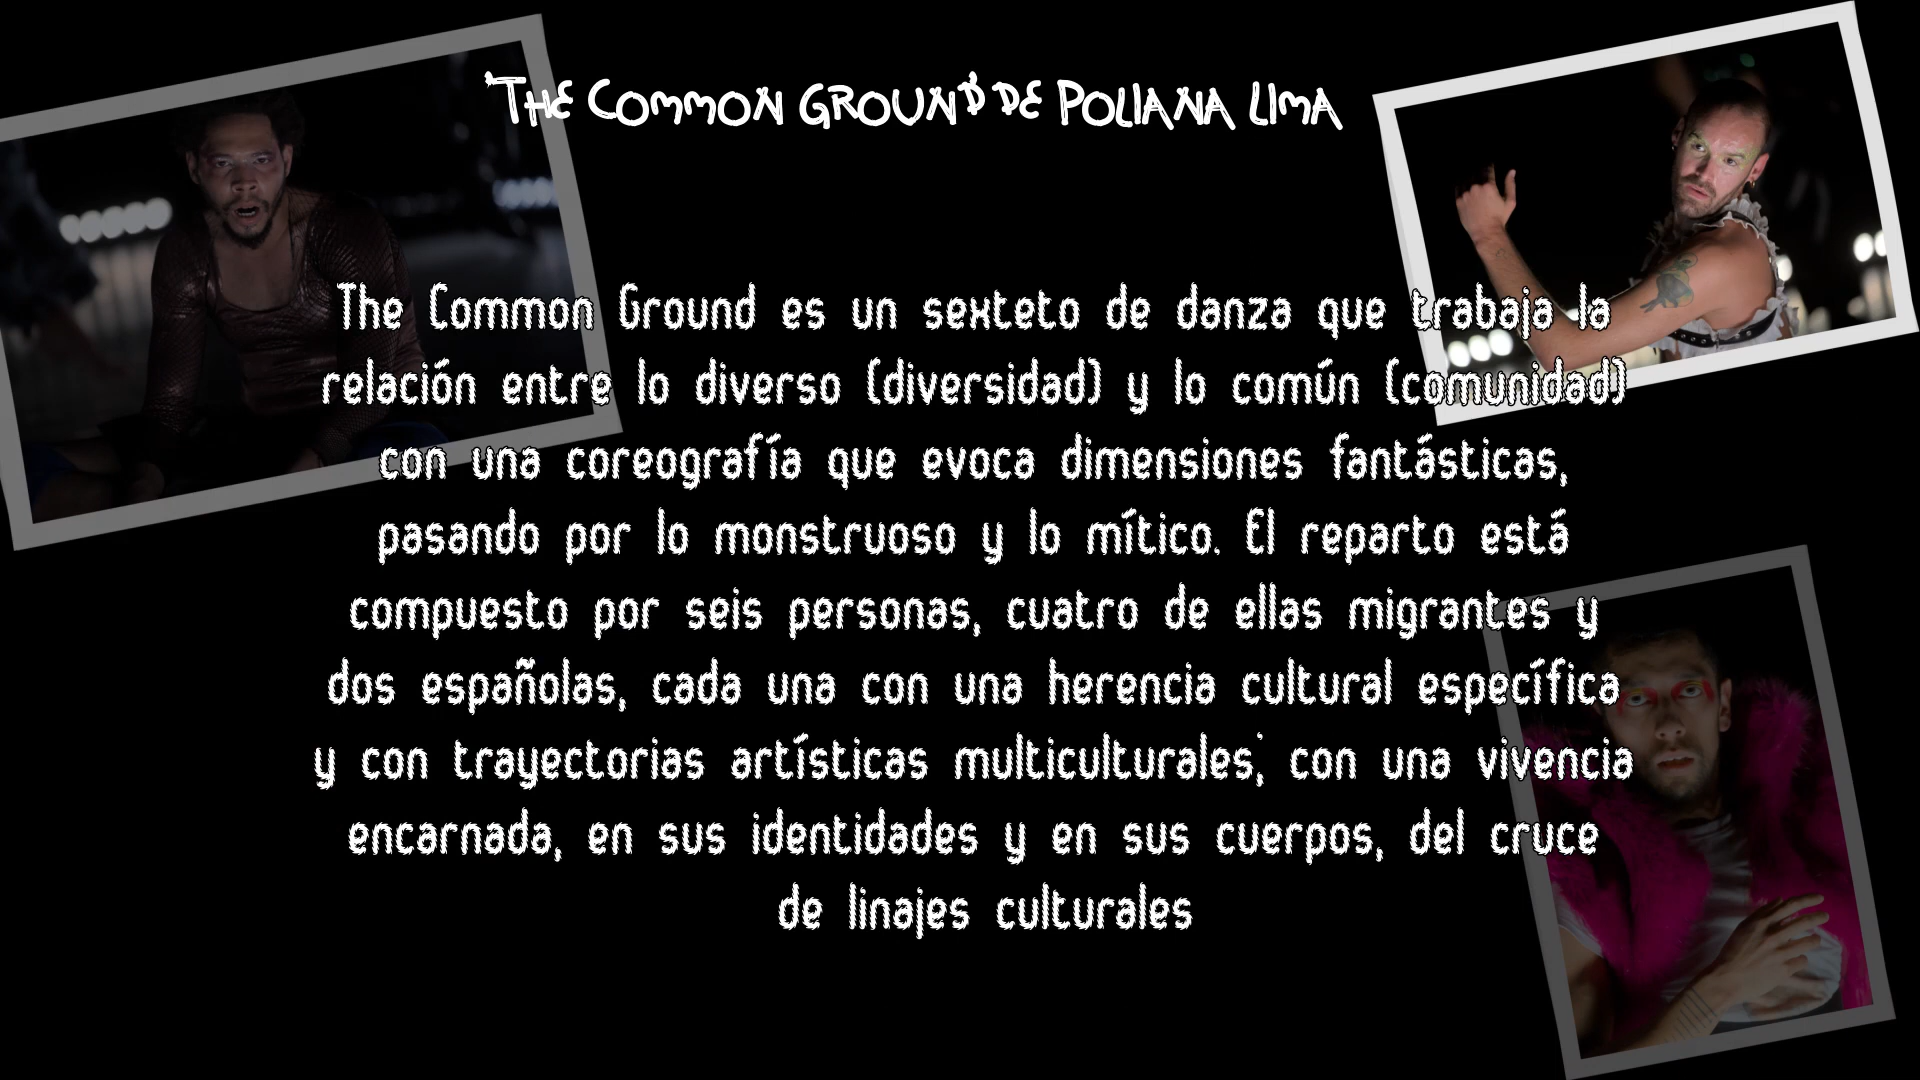 The Common Ground de Poliana Lima
The Common Ground es un sexteto de danza que trabaja la
relación entre lo diverso (diversidad) y lo común (comunidad)
con una coreografía que evoca dimensiones fantásticas,
pasando por lo monstruoso y lo mítico. El reparto está
compuesto por seis personas, cuatro de ellas migrantes y
dos españolas, cada una con una herencia cultural específica
y con trayectorias artísticas multiculturales; con una vivencia
encarnada, en sus identidades y en sus cuerpos, del cruce
de linajes culturales